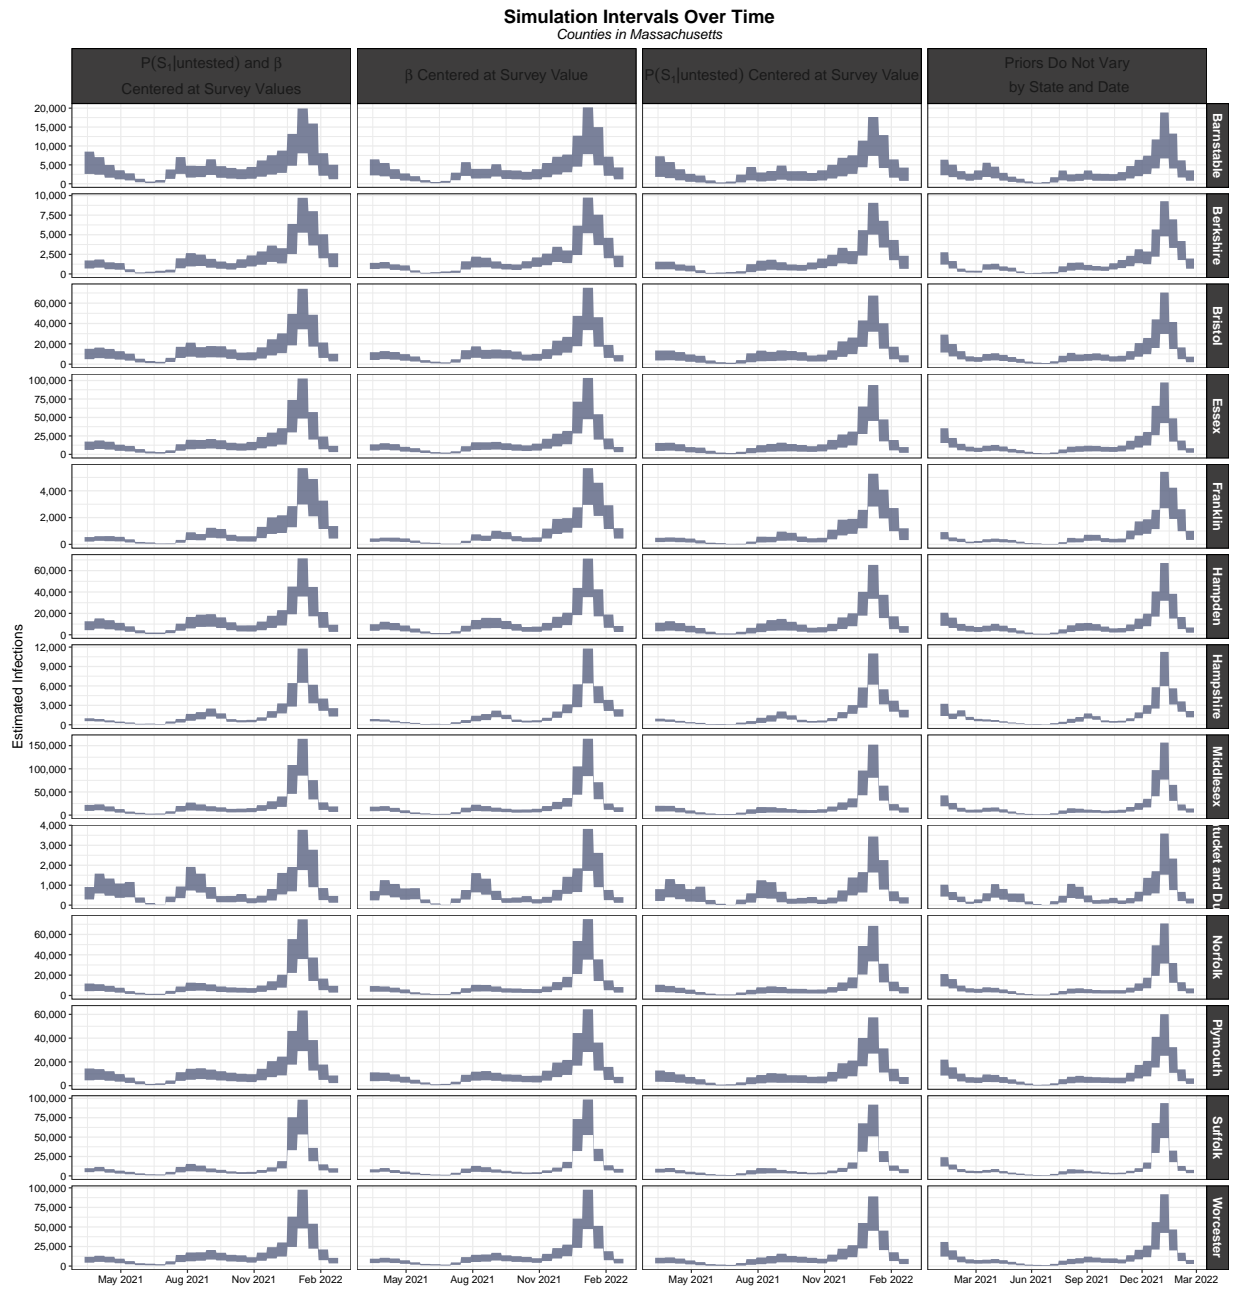 Simulation Intervals Over Time
Counties in Massachusetts
P(S₁|untested) and β
Centered at Survey Values
β Centered at Survey Value
P(S₁|untested) Centered at Survey Value
Priors Do Not Vary
by State and Date
Estimated Infections
20,000
15,000
10,000
5,000
0
Barnstable
10,000
7,500
5,000
2,500
0
Berkshire
60,000
40,000
20,000
0
Bristol
100,000
75,000
50,000
25,000
0
Essex
4,000
2,000
0
Franklin
60,000
40,000
20,000
0
Hampden
12,000
9,000
6,000
3,000
0
Hampshire
150,000
100,000
50,000
0
Middlesex
4,000
3,000
2,000
1,000
0
tucket and Du
60,000
40,000
20,000
0
Norfolk
60,000
40,000
20,000
0
Plymouth
100,000
75,000
50,000
25,000
0
Suffolk
100,000
75,000
50,000
25,000
0
Worcester
May 2021 Aug 2021 Nov 2021 Feb 2022
May 2021 Aug 2021 Nov 2021 Feb 2022
May 2021 Aug 2021 Nov 2021 Feb 2022
Mar 2021 Jun 2021 Sep 2021 Dec 2021 Mar 2022